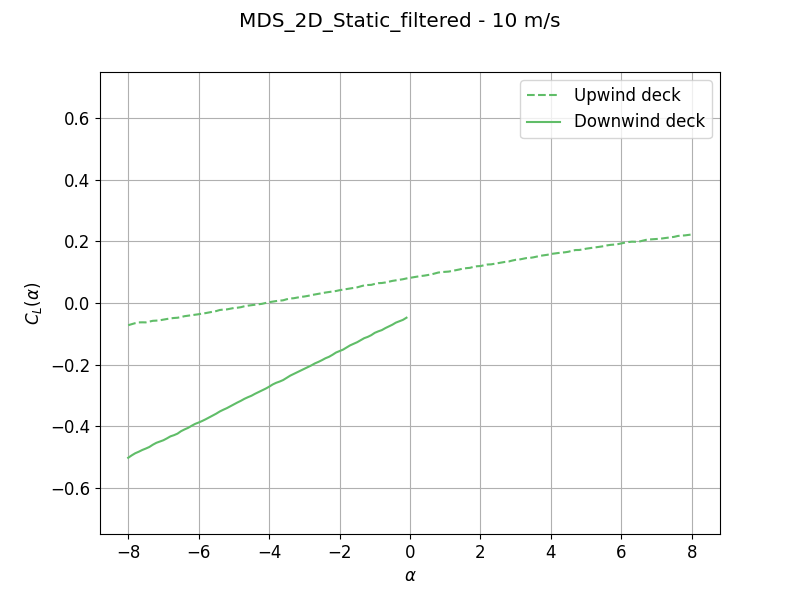 MDS_2D_Static_filtered - 10 m/s
Upwind deck
Downwind deck
0.6
0.4
0.2
0.0
−0.2
−0.4
−0.6
C_L(α)
−8 −6 −4 −2 0 2 4 6 8
α